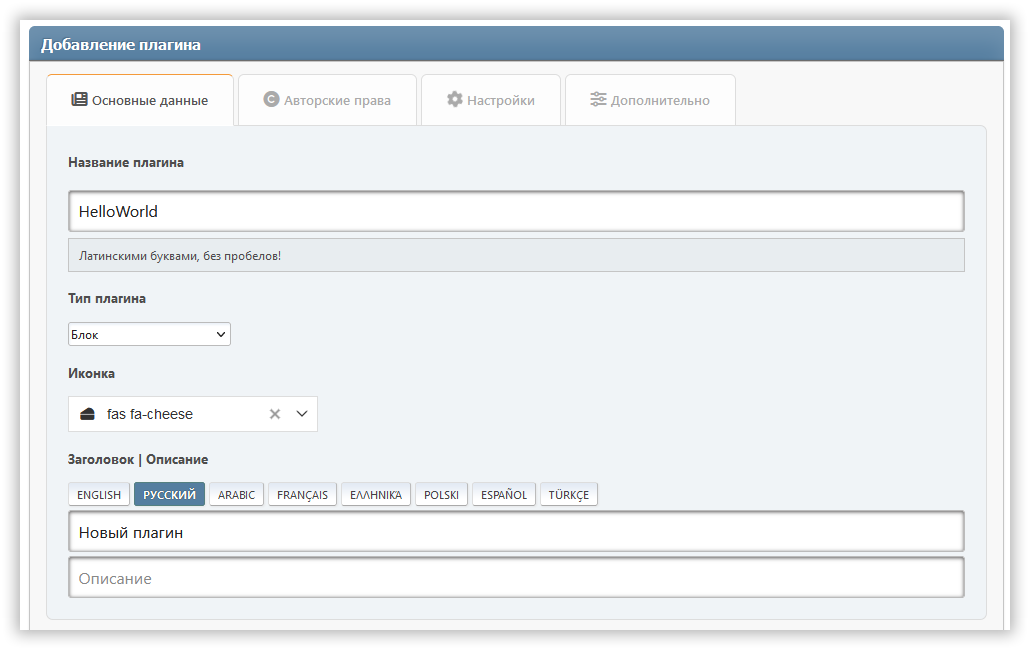 Добавление плагина
Основные данные Авторские права Настройки Дополнительно
Название плагина
HelloWorld
Латинскими буквами, без пробелов!
Тип плагина
Блок
Иконка
fas fa-cheese
Заголовок | Описание
ENGLISH РУССКИЙ ARABIC FRANÇAIS ΕΛΛΗΝΙΚΑ POLSKI ESPAÑOL TÜRKÇE
Новый плагин
Описание